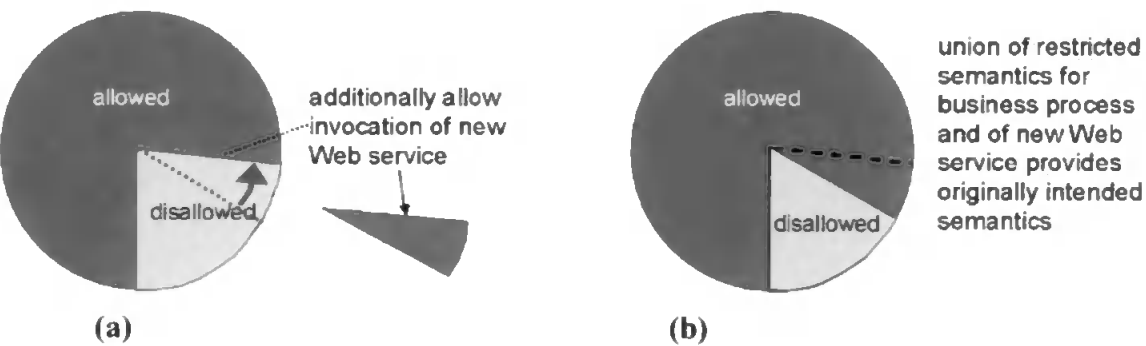 allowed
additionally allow
invocation of new
Web service
disallowed
(a)
allowed
disallowed
union of restricted
semantics for
business process
and of new Web
service provides
originally intended
semantics
(b)